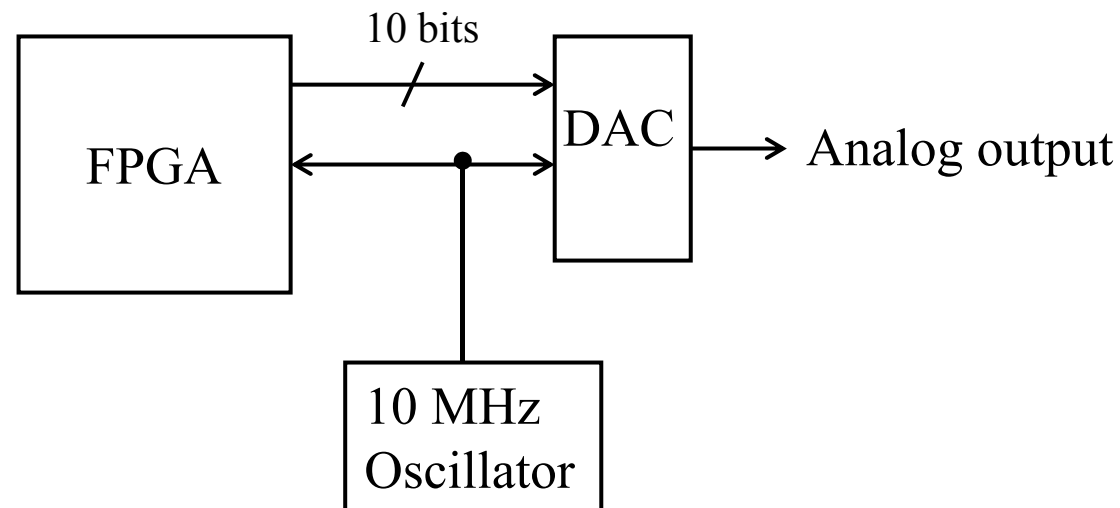 10 bits
FPGA
DAC
Analog output
10 MHz
Oscillator